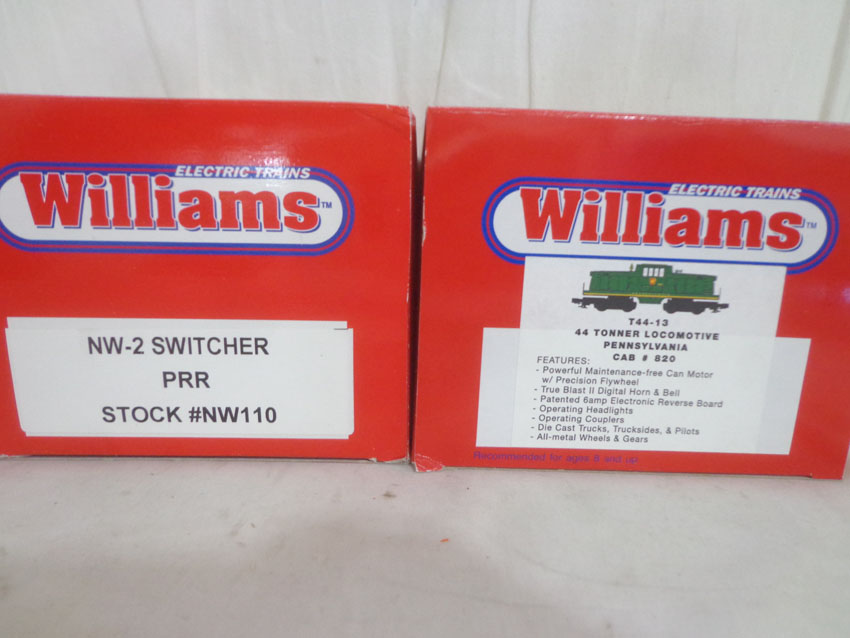 ELECTRIC TRAINS
Williams™
NW-2 SWITCHER
PRR
STOCK #NW110
ELECTRIC TRAINS
Williams™
T44-13
44 TONNER LOCOMOTIVE
PENNSYLVANIA
CAB # 820
FEATURES:
- Powerful Maintenance-free Can Motor
w/ Precision Flywheel
- True Blast II Digital Horn & Bell
- Patented 6amp Electronic Reverse Board
- Operating Headlights
- Operating Couplers
- Die Cast Trucks, Trucksides, & Pilots
- All-metal Wheels & Gears
Recommended for ages 8 and up